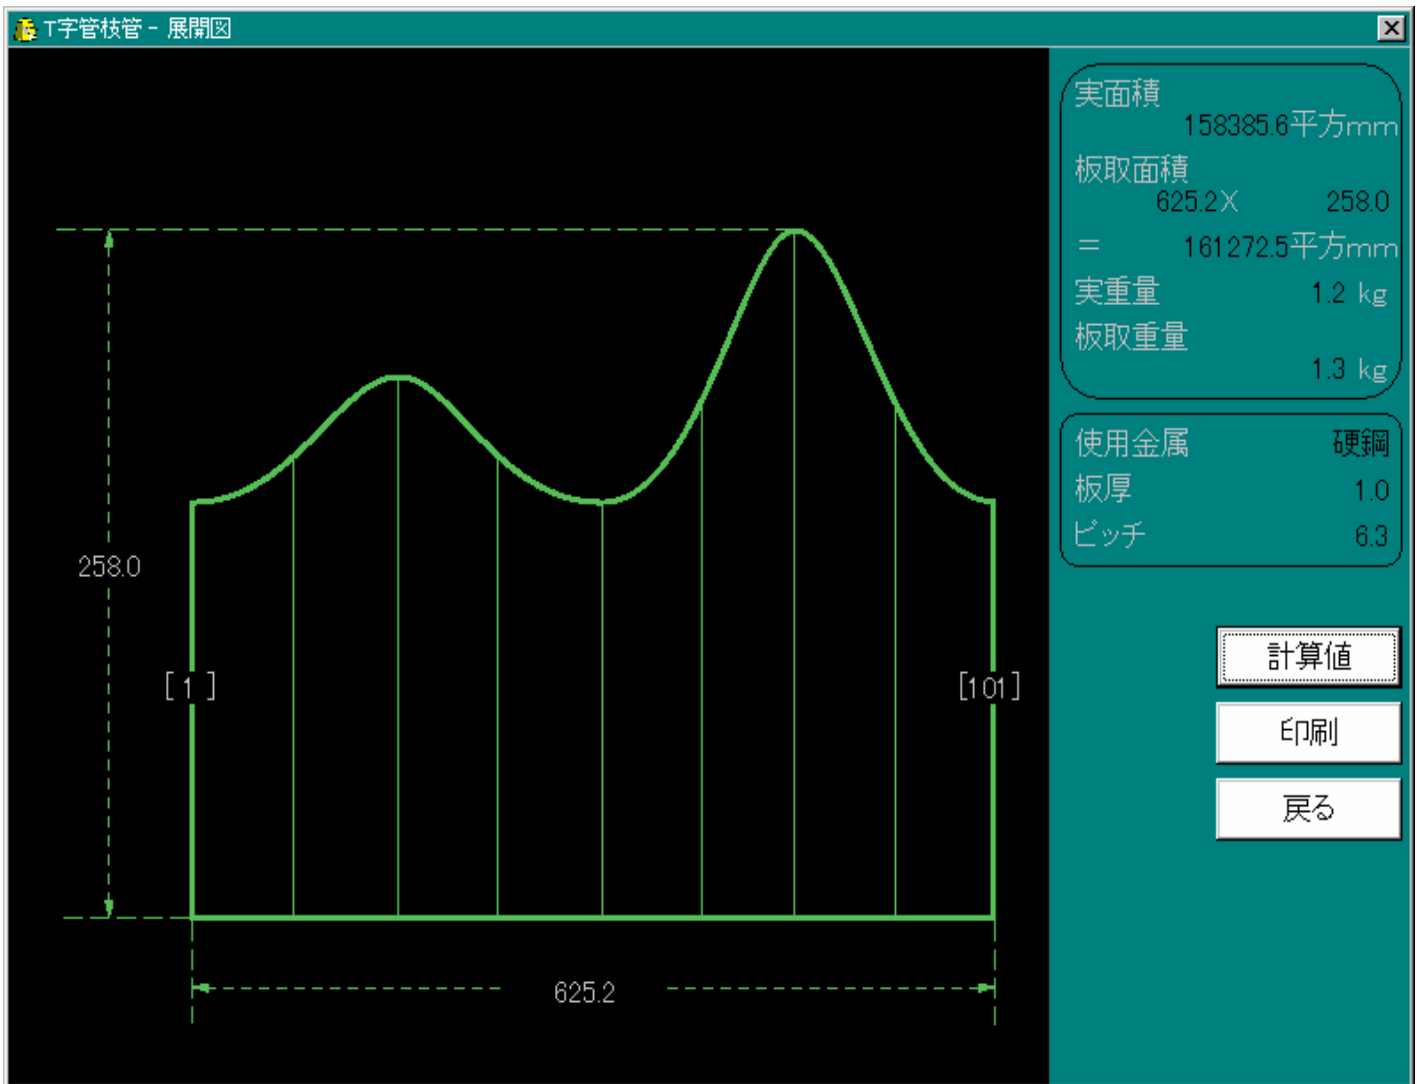 T字管枝管 - 展開図
258.0
[ 1 ]
[101]
625.2
実面積
158385.6平方mm
板取面積
625.2X 258.0
= 161272.5平方mm
実重量 1.2 kg
板取重量
1.3 kg
使用金属 硬鋼
板厚 1.0
ピッチ 6.3
計算値
印刷
戻る